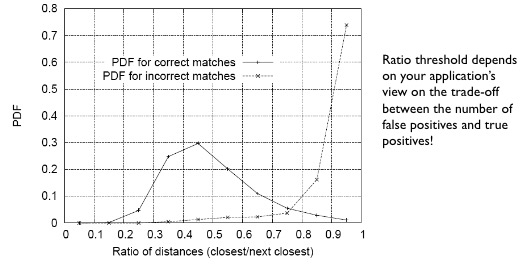 0.8
0.7
0.6
0.5
0.4
0.3
0.2
0.1
0
PDF
PDF for correct matches
PDF for incorrect matches
0 0.1 0.2 0.3 0.4 0.5 0.6 0.7 0.8 0.9 1
Ratio of distances (closest/next closest)
Ratio threshold depends
on your application's
view on the trade-off
between the number of
false positives and true
positives!